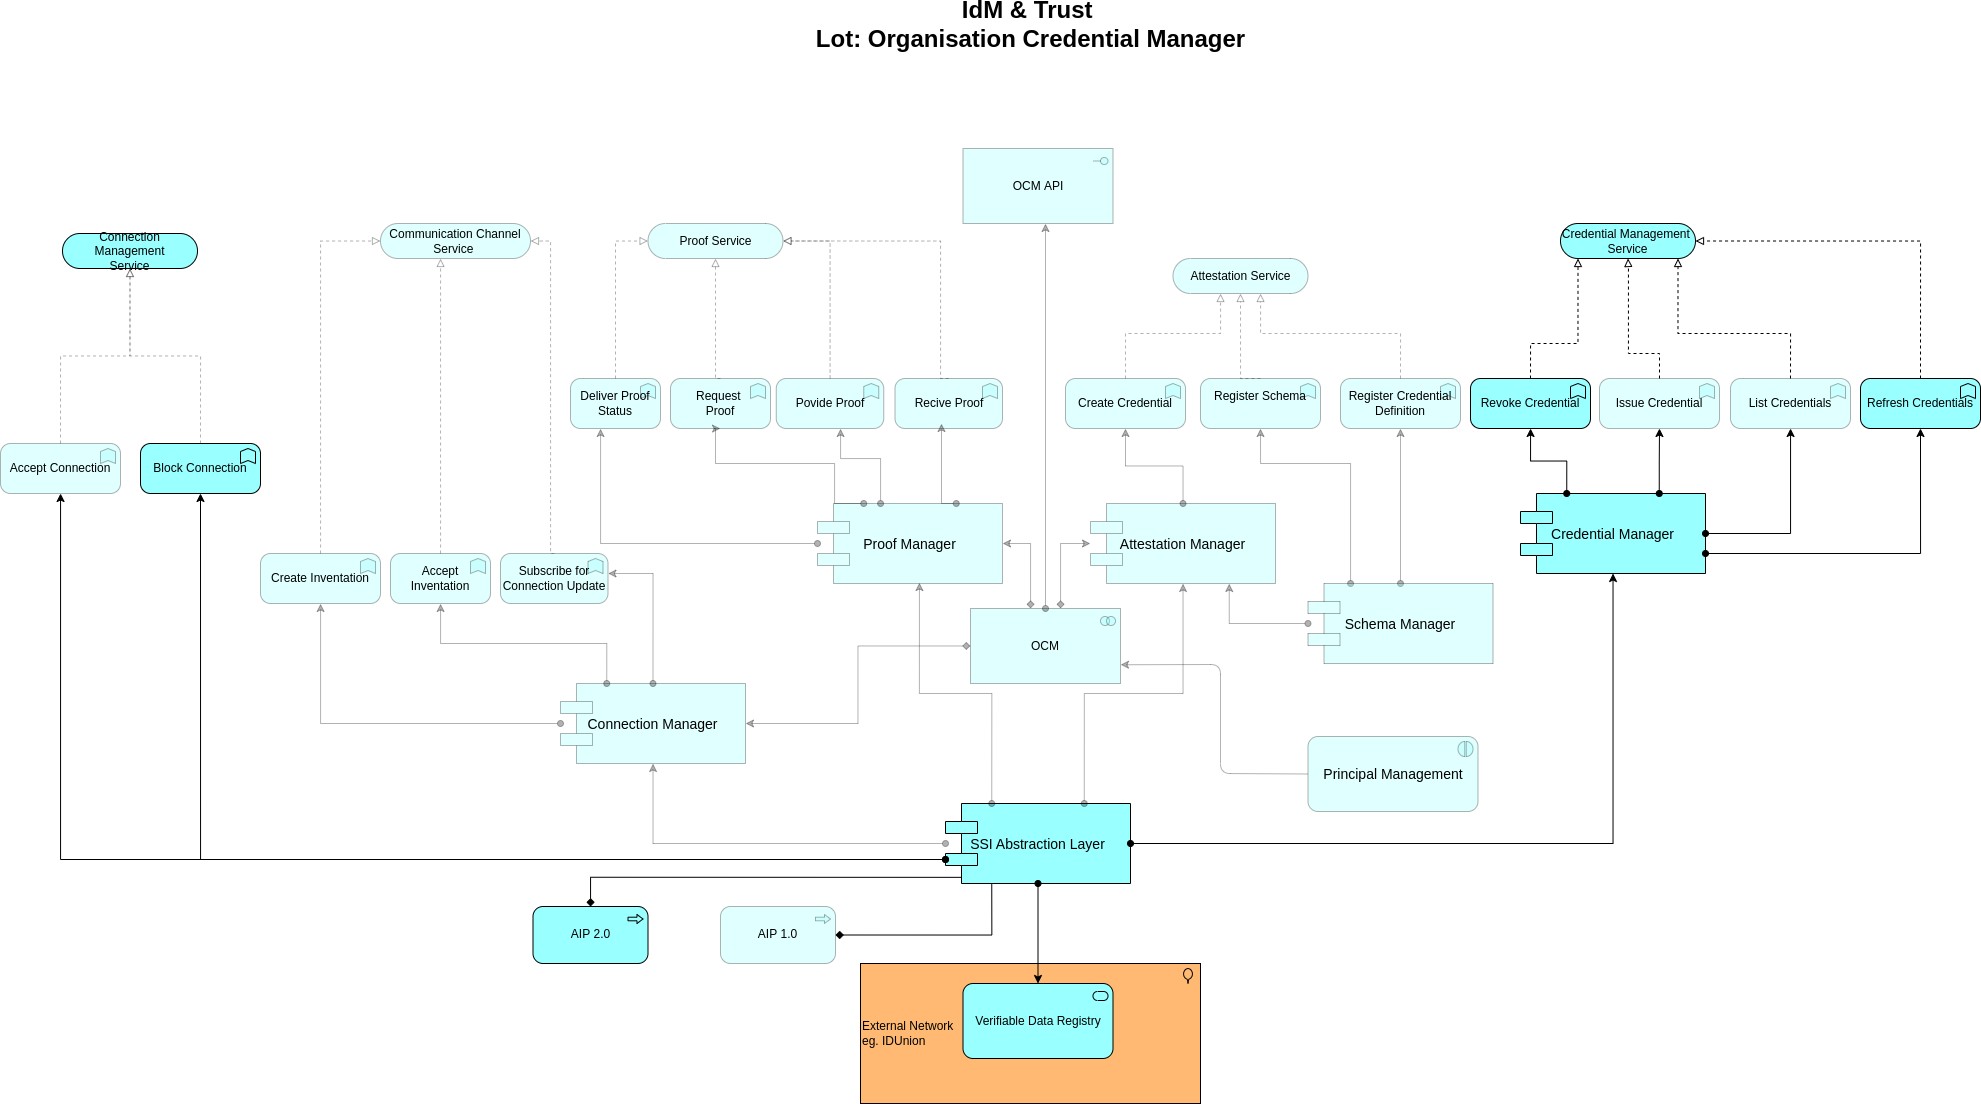 IdM & Trust
Lot: Organisation Credential Manager
OCM API
Connection
Management
Service
Communication Channel
Service
Proof Service
Attestation Service
Credential Management
Service
Deliver Proof
Status
Request
Proof
Povide Proof
Recive Proof
Create Credential
Register Schema
Register Credential
Definition
Revoke Credential
Issue Credential
List Credentials
Refresh Credentials
Accept Connection
Block Connection
Proof Manager
Attestation Manager
Credential Manager
Create Inventation
Accept
Inventation
Subscribe for
Connection Update
OCM
Schema Manager
Connection Manager
Principal Management
SSI Abstraction Layer
AIP 2.0
AIP 1.0
External Network
eg. IDUnion
Verifiable Data Registry